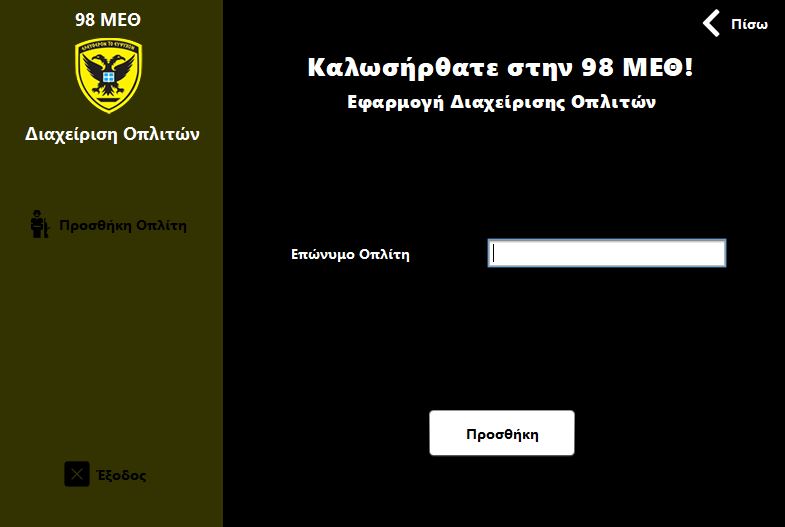 98 ΜΕΘ
ΕΛΕΥΘΕΡΟΝ ΤΟ ΕΥΨΥΧΟΝ
Διαχείριση Οπλιτών
Προσθήκη Οπλίτη
Έξοδος
Πίσω
Καλωσήρθατε στην 98 ΜΕΘ!
Εφαρμογή Διαχείρισης Οπλιτών
Επώνυμο Οπλίτη
Προσθήκη